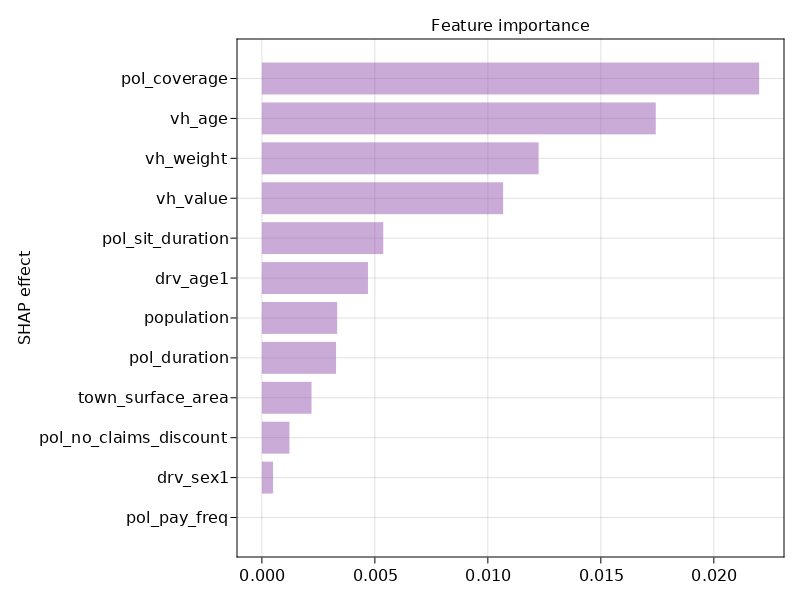 Feature importance
SHAP effect
pol_coverage
vh_age
vh_weight
vh_value
pol_sit_duration
drv_age1
population
pol_duration
town_surface_area
pol_no_claims_discount
drv_sex1
pol_pay_freq
0.000 0.005 0.010 0.015 0.020